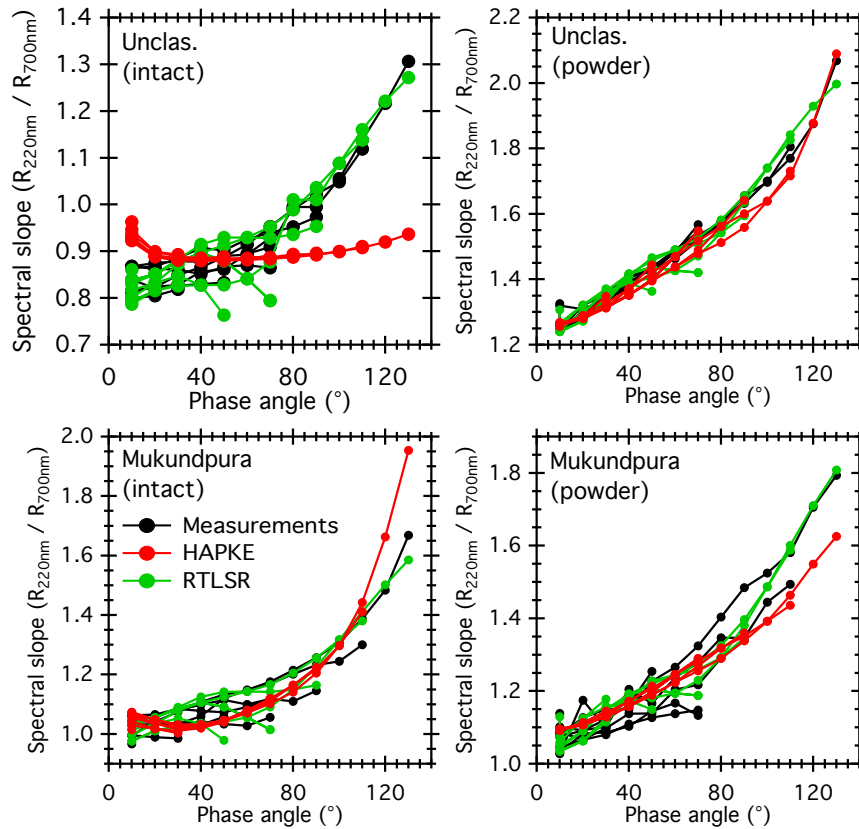 Unclas.
(intact)
Spectral slope (R220nm / R700nm)
1.4
1.3
1.2
1.1
1.0
0.9
0.8
0.7
0
40
80
120
Phase angle (°)
Unclas.
(powder)
Spectral slope (R220nm / R700nm)
2.2
2.0
1.8
1.6
1.4
1.2
0
40
80
120
Phase angle (°)
Mukundpura
(intact)
Measurements
HAPKE
RTLSR
Spectral slope (R220nm / R700nm)
2.0
1.8
1.6
1.4
1.2
1.0
0
40
80
120
Phase angle (°)
Mukundpura
(powder)
Spectral slope (R220nm / R700nm)
1.8
1.6
1.4
1.2
1.0
0
40
80
120
Phase angle (°)